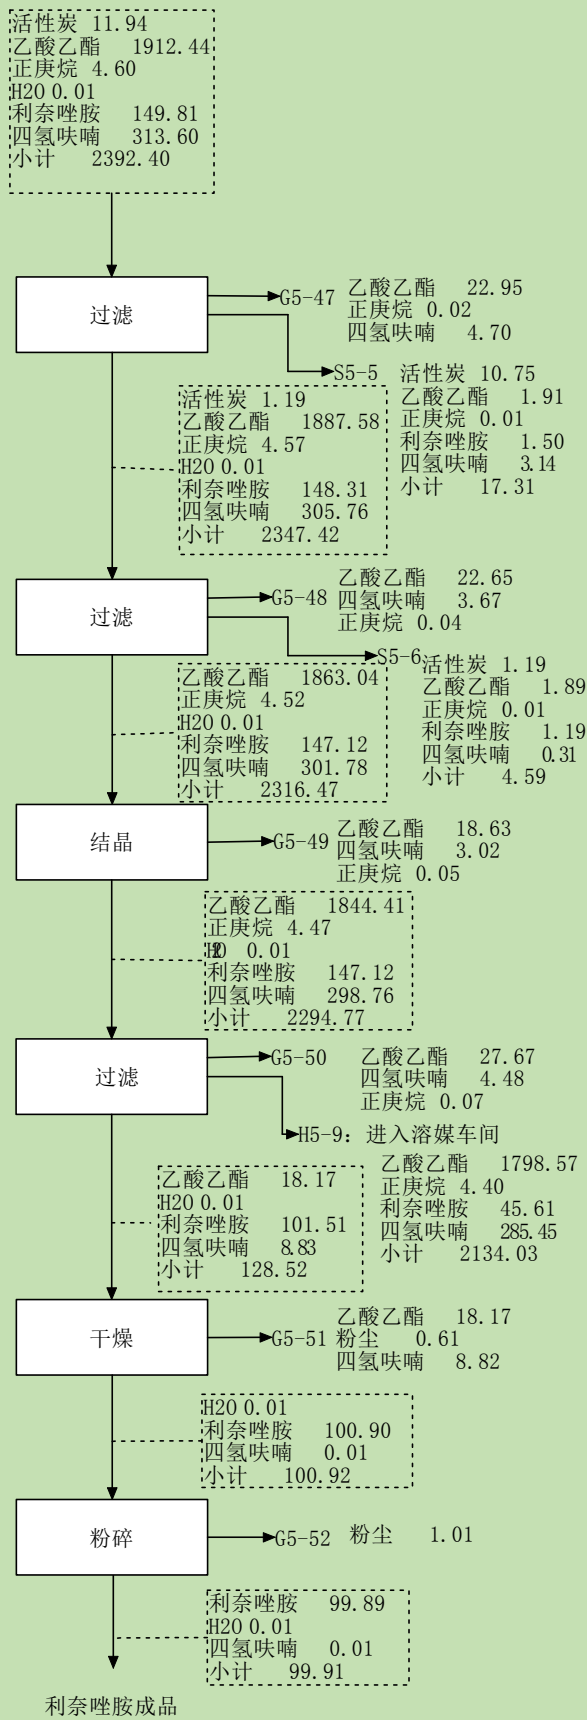 活性炭 11.94
乙酸乙酯 1912.44
正庚烷 4.60
H2O 0.01
利奈唑胺 149.81
四氢呋喃 313.60
小计 2392.40
过滤
G5-47
乙酸乙酯 22.95
正庚烷 0.02
四氢呋喃 4.70
S5-5
活性炭 10.75
乙酸乙酯 1.91
正庚烷 0.01
利奈唑胺 1.50
四氢呋喃 3.14
小计 17.31
活性炭 1.19
乙酸乙酯 1887.58
正庚烷 4.57
H2O 0.01
利奈唑胺 148.31
四氢呋喃 305.76
小计 2347.42
过滤
G5-48
乙酸乙酯 22.65
四氢呋喃 3.67
正庚烷 0.04
S5-6
活性炭 1.19
乙酸乙酯 1.89
正庚烷 0.01
利奈唑胺 1.19
四氢呋喃 0.31
小计 4.59
乙酸乙酯 1863.04
正庚烷 4.52
H2O 0.01
利奈唑胺 147.12
四氢呋喃 301.78
小计 2316.47
结晶
G5-49
乙酸乙酯 18.63
四氢呋喃 3.02
正庚烷 0.05
乙酸乙酯 1844.41
正庚烷 4.47
H2O 0.01
利奈唑胺 147.12
四氢呋喃 298.76
小计 2294.77
过滤
G5-50
乙酸乙酯 27.67
四氢呋喃 4.48
正庚烷 0.07
H5-9：进入溶媒车间
乙酸乙酯 1798.57
正庚烷 4.40
利奈唑胺 45.61
四氢呋喃 285.45
小计 2134.03
乙酸乙酯 18.17
H2O 0.01
利奈唑胺 101.51
四氢呋喃 8.83
小计 128.52
干燥
G5-51
乙酸乙酯 18.17
粉尘 0.61
四氢呋喃 8.82
H2O 0.01
利奈唑胺 100.90
四氢呋喃 0.01
小计 100.92
粉碎
G5-52
粉尘 1.01
利奈唑胺 99.89
H2O 0.01
四氢呋喃 0.01
小计 99.91
利奈唑胺成品